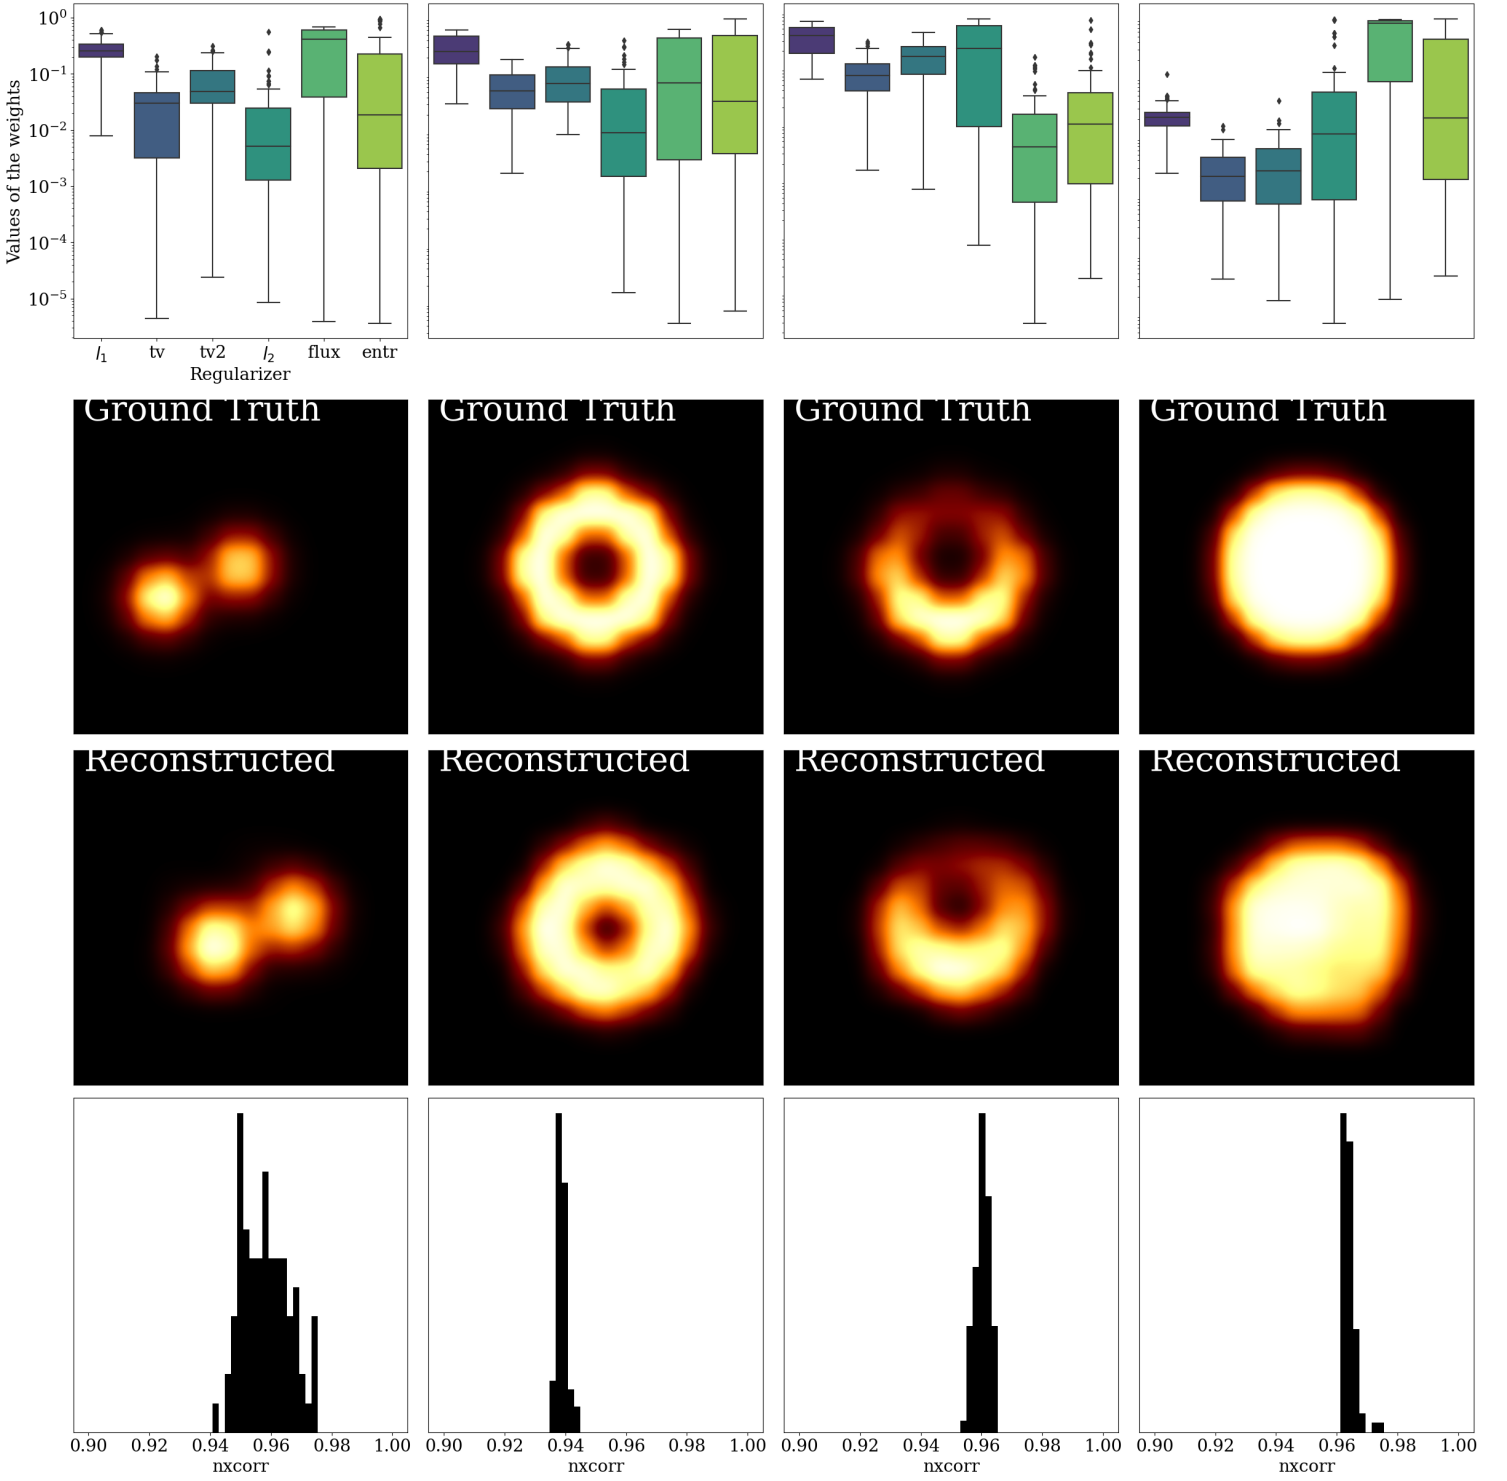 Values of the weights
10⁰
10⁻¹
10⁻²
10⁻³
10⁻⁴
10⁻⁵
l₁ tv tv2 l₂ flux entr
Regularizer
Ground Truth Ground Truth Ground Truth Ground Truth
Reconstructed Reconstructed Reconstructed Reconstructed
0.90 0.92 0.94 0.96 0.98 1.00 0.90 0.92 0.94 0.96 0.98 1.00 0.90 0.92 0.94 0.96 0.98 1.00 0.90 0.92 0.94 0.96 0.98 1.00
nxcorr nxcorr nxcorr nxcorr